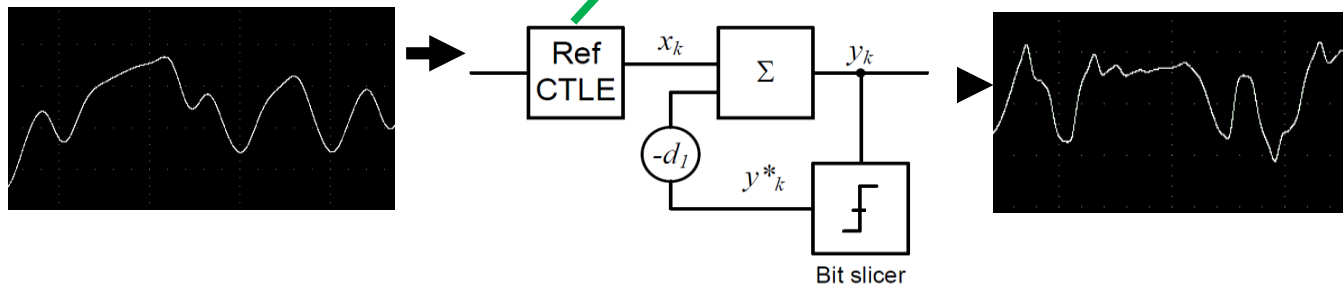 Ref
CTLE
x_k
Σ
y_k
-d_1
y*_k
Bit slicer